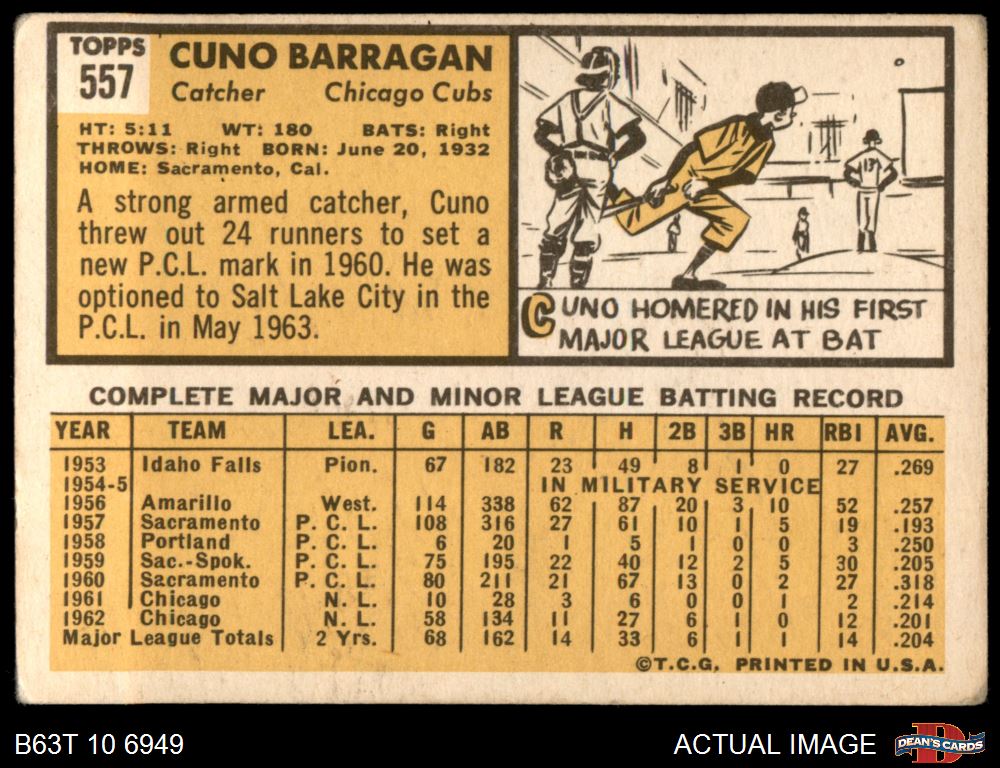 TOPPS
557
CUNO BARRAGAN
Catcher Chicago Cubs
HT: 5:11 WT: 180 BATS: Right
THROWS: Right BORN: June 20, 1932
HOME: Sacramento, Cal.
A strong armed catcher, Cuno
threw out 24 runners to set a
new P.C.L. mark in 1960. He was
optioned to Salt Lake City in the
P.C.L. in May 1963.
13
CUNO HOMERED IN HIS FIRST
MAJOR LEAGUE AT BAT
COMPLETE MAJOR AND MINOR LEAGUE BATTING RECORD
YEAR TEAM LEA. G AB R H 2B 3B HR RBI AVG.
1953 Idaho Falls Pion. 67 182 23 49 8 1 0 27 .269
1954-5 IN MILITARY SERVICE
1956 Amarillo West. 114 338 62 87 20 3 10 52 .257
1957 Sacramento P. C. L. 108 316 27 61 10 1 5 19 .193
1958 Portland P. C. L. 6 20 1 5 1 0 0 3 .250
1959 Sac.-Spok. P. C. L. 75 195 22 40 12 2 5 30 .205
1960 Sacramento P. C. L. 80 211 21 67 13 0 2 27 .318
1961 Chicago N. L. 10 28 3 6 0 0 1 2 .214
1962 Chicago N. L. 58 134 11 27 6 1 0 12 .201
Major League Totals 2 Yrs. 68 162 14 33 6 1 1 14 .204
©T.C.G. PRINTED IN U.S.A.
B63T 10 6949
ACTUAL IMAGE
D
DEAN'S CARDS